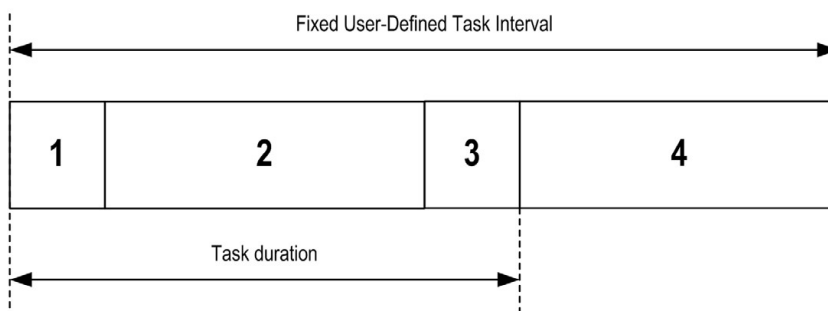 Fixed User-Defined Task Interval
1 2 3 4
Task duration